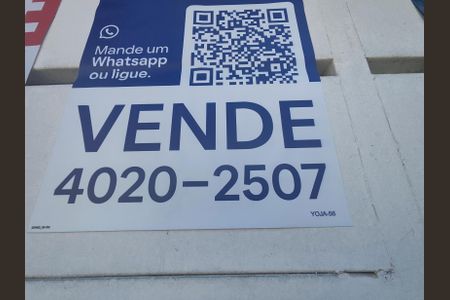 Mande um
Whatsapp
ou ligue.
VENDE
4020-2507
YOJA-56